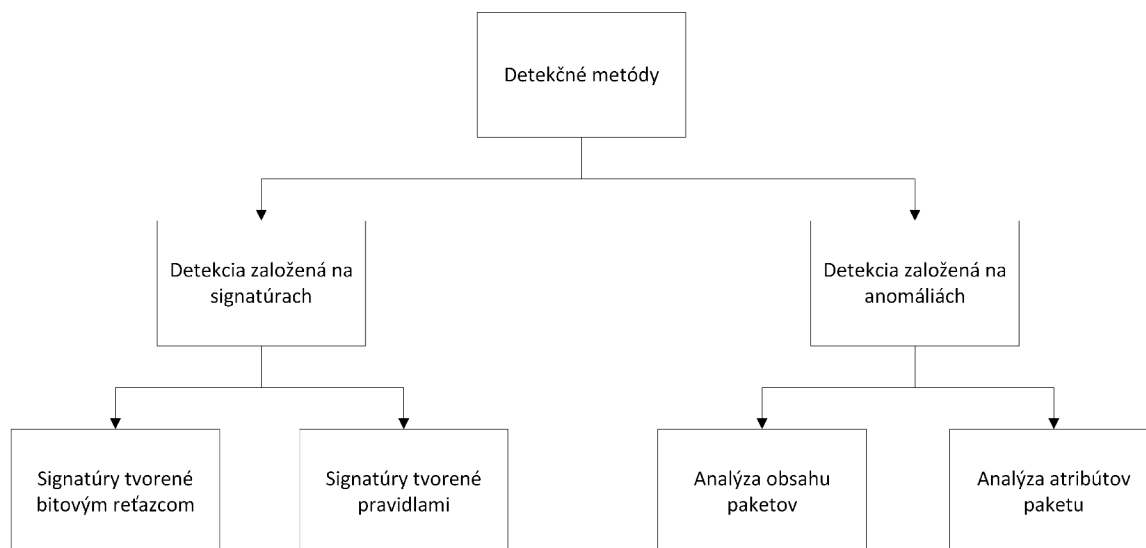 Detekčné metódy
Detekcia založená na
signatúrach
Detekcia založená na
anomáliách
Signatúry tvorené
bitovým reťazcom
Signatúry tvorené
pravidlami
Analýza obsahu
paketov
Analýza atribútov
paketu